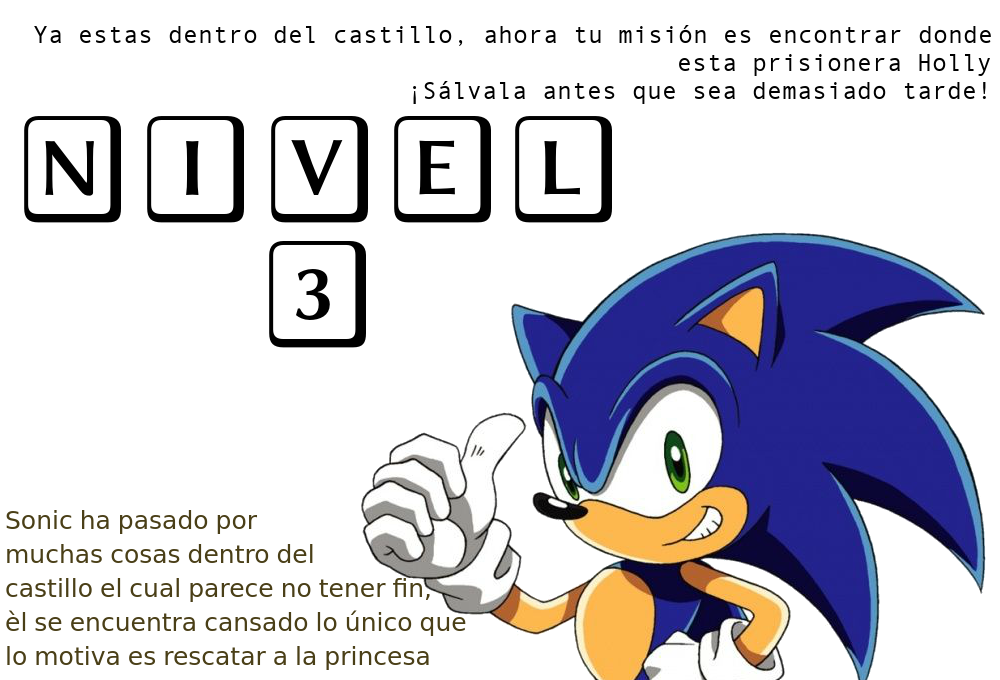 Ya estas dentro del castillo, ahora tu misión es encontrar donde
esta prisionera Holly
¡Sálvala antes que sea demasiado tarde!
NIVEL
3
Sonic ha pasado por
muchas cosas dentro del
castillo el cual parece no tener fin,
èl se encuentra cansado lo único que
lo motiva es rescatar a la princesa